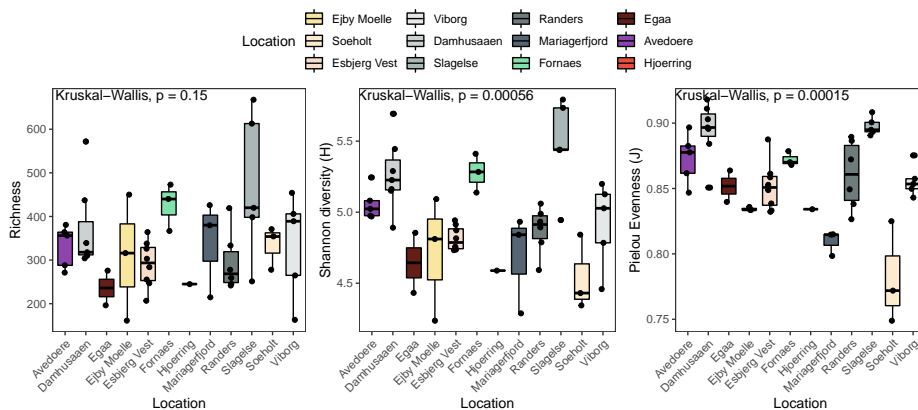 Location
Ejby Moelle
Soeholt
Esbjerg Vest
Viborg
Damhusaaen
Slagelse
Randers
Mariagerfjord
Fornaes
Egaa
Avedoere
Hjoerring
Kruskal−Wallis, p = 0.15
Richness
600
500
400
300
200
Avedoere
Damhusaaen
Egaa
Ejby Moelle
Esbjerg Vest
Fornaes
Hjoerring
Mariagerfjord
Randers
Slagelse
Soeholt
Viborg
Location
Kruskal−Wallis, p = 0.00056
Shannon diversity (H)
5.5
5.0
4.5
Avedoere
Damhusaaen
Egaa
Ejby Moelle
Esbjerg Vest
Fornaes
Hjoerring
Mariagerfjord
Randers
Slagelse
Soeholt
Viborg
Location
Kruskal−Wallis, p = 0.00015
Pielou Evenness (J)
0.90
0.85
0.80
0.75
Avedoere
Damhusaaen
Egaa
Ejby Moelle
Esbjerg Vest
Fornaes
Hjoerring
Mariagerfjord
Randers
Slagelse
Soeholt
Viborg
Location